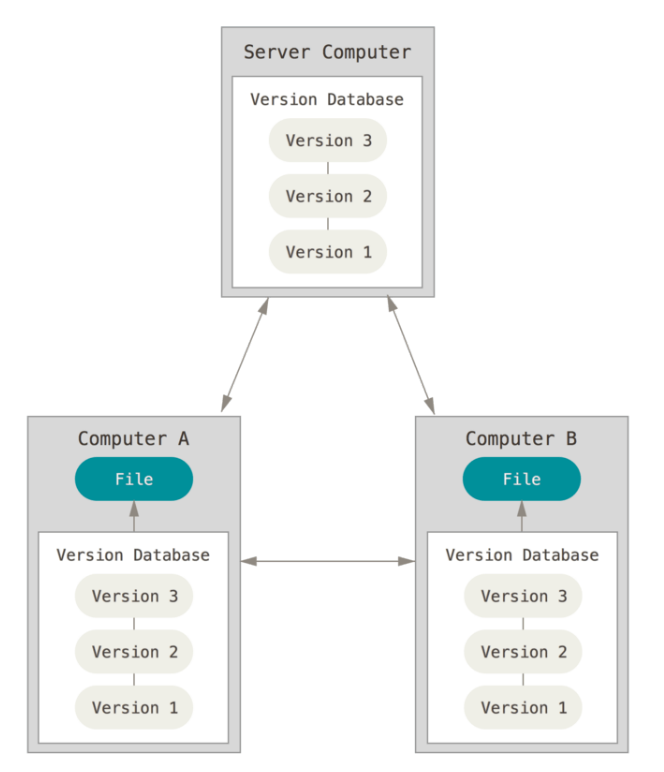 Server Computer
Version Database
Version 3
Version 2
Version 1
Computer A
File
Version Database
Version 3
Version 2
Version 1
Computer B
File
Version Database
Version 3
Version 2
Version 1